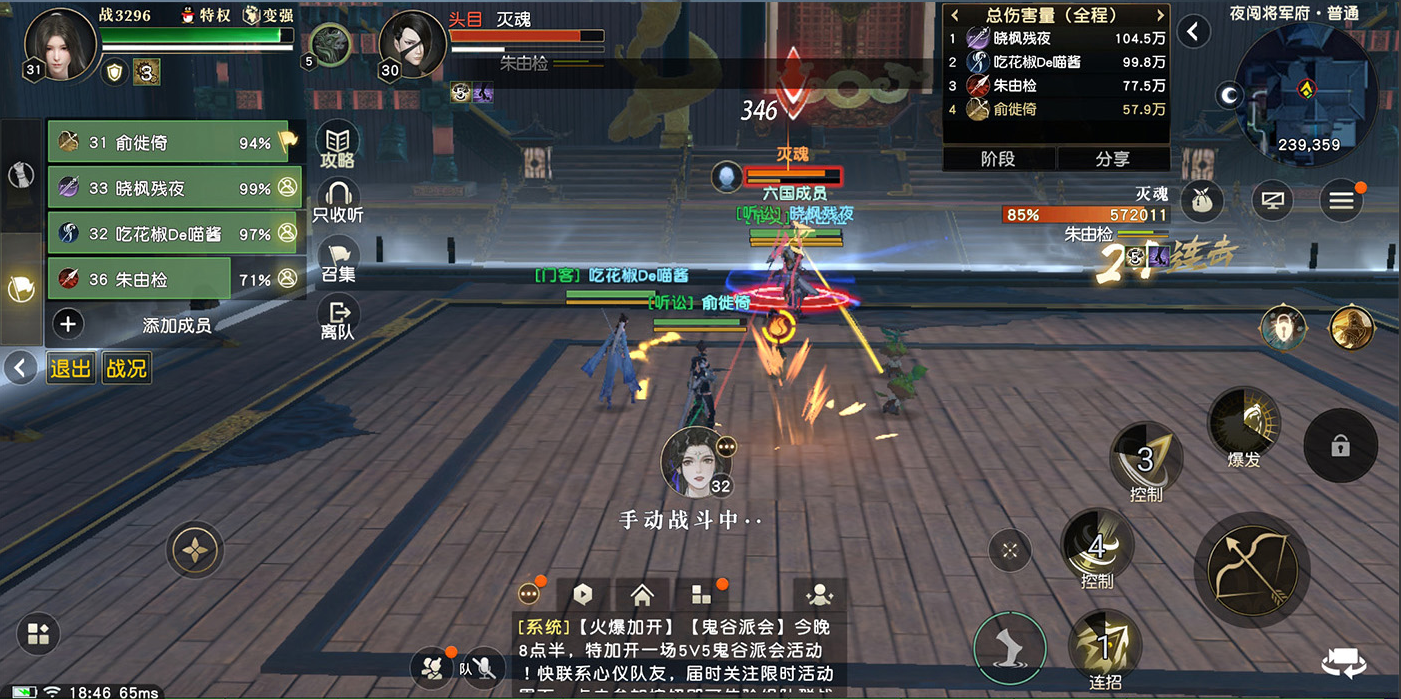 战3296
特权
变强
31
3
5
头目 灭魂
30
朱由检
5
346
总伤害量（全程）
1 晓枫残夜 104.5万
2 吃花椒De喵酱 99.8万
3 朱由检 77.5万
4 俞徙倚 57.9万
阶段
分享
夜闯将军府·普通
239,359
31 俞徙倚 94%
33 晓枫残夜 99%
32 吃花椒De喵酱 97%
36 朱由检 71%
添加成员
退出
战况
攻略
只收听
召集
离队
灭魂
六国成员
[听讼] 晓枫残夜
[门客] 吃花椒De喵酱
[听讼] 俞徙倚
灭魂
85% 572011
朱由检
5
连击
32
手动战斗中··
3
控制
爆发
4
控制
1
连招
队
[系统]【火爆加开】【鬼谷派会】今晚
8点半，特加开一场5V5鬼谷派会活动
！快联系心仪队友，届时关注限时活动
18:46 65ms